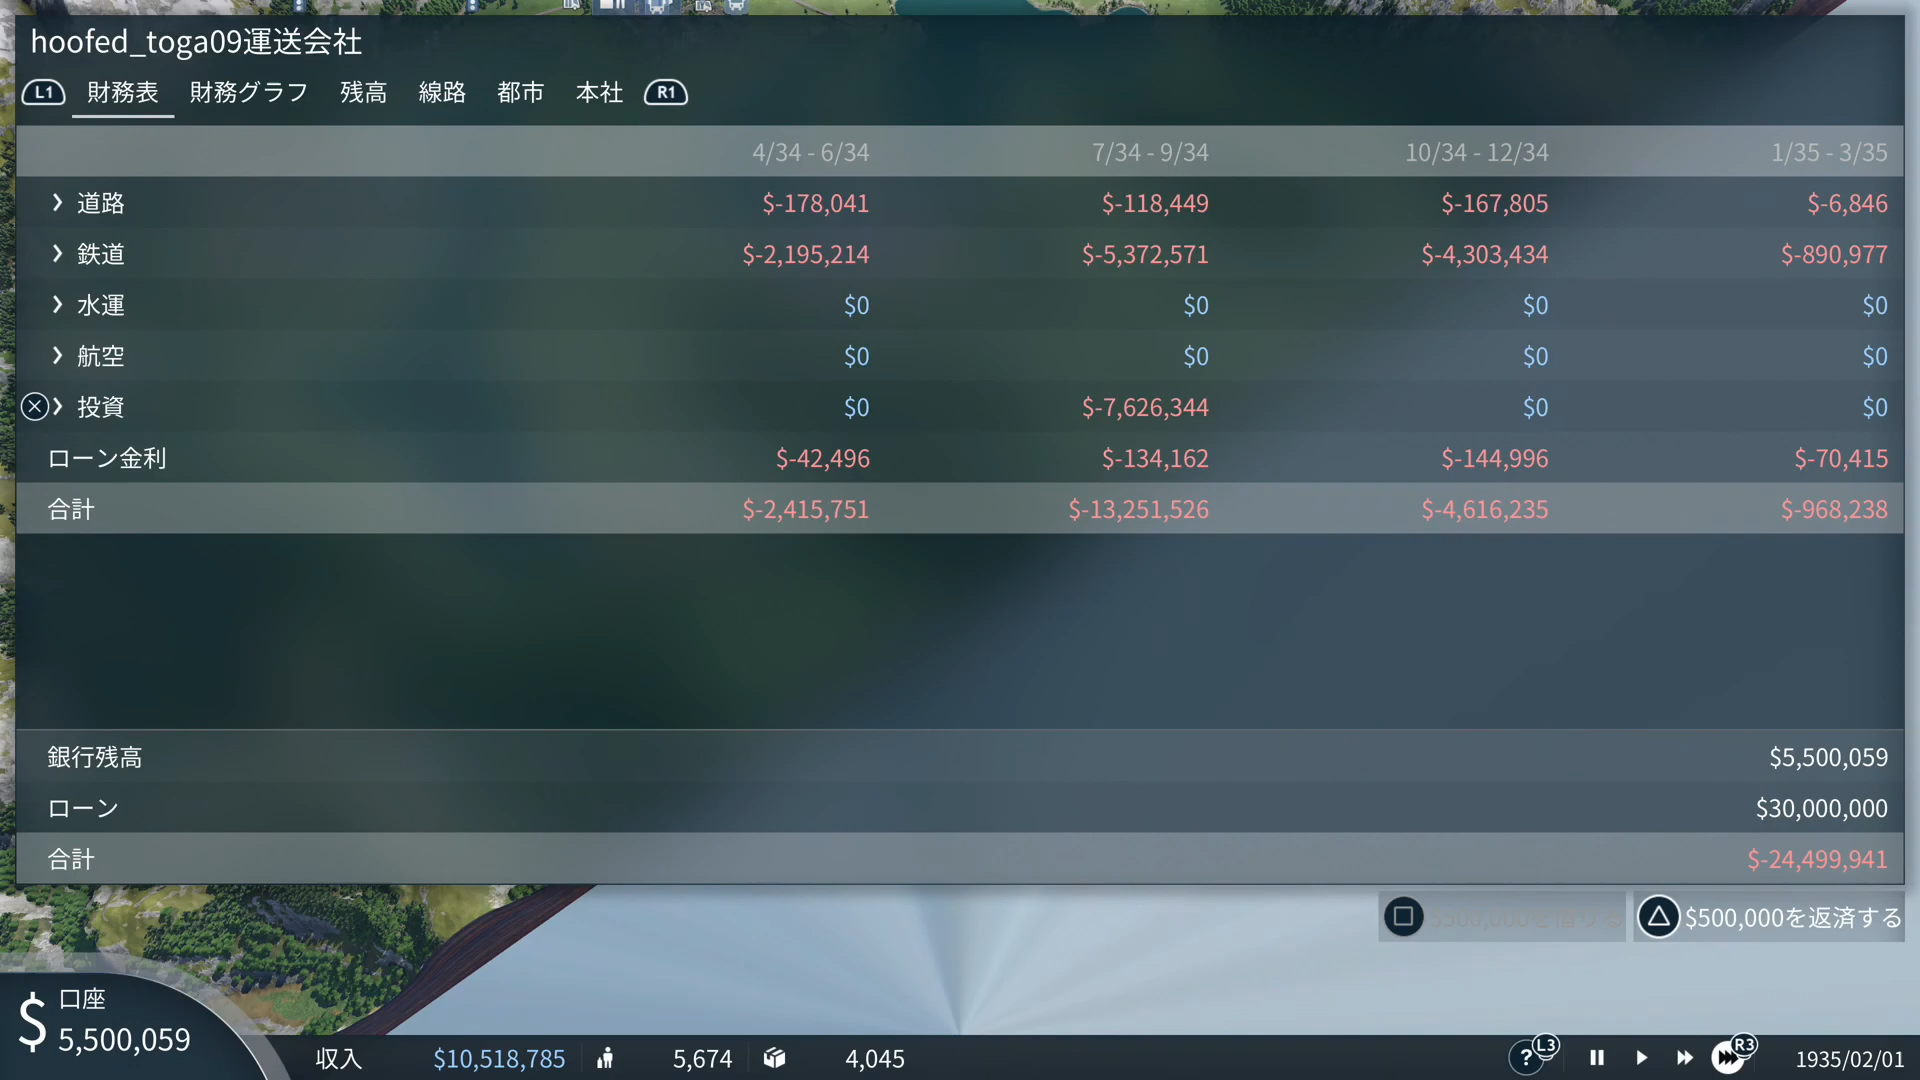 hoofed_toga09運送会社
L1 財務表 財務グラフ 残高 線路 都市 本社 R1
4/34 - 6/34 7/34 - 9/34 10/34 - 12/34 1/35 - 3/35
道路 $-178,041 $-118,449 $-167,805 $-6,846
鉄道 $-2,195,214 $-5,372,571 $-4,303,434 $-890,977
水運 $0 $0 $0 $0
航空 $0 $0 $0 $0
投資 $0 $-7,626,344 $0 $0
ローン金利 $-42,496 $-134,162 $-144,996 $-70,415
合計 $-2,415,751 $-13,251,526 $-4,616,235 $-968,238
銀行残高 $5,500,059
ローン $30,000,000
合計 $-24,499,941
$500,000を借りる $500,000を返済する
$ 口座
5,500,059
収入 $10,518,785 5,674 4,045 ? L3 R3 1935/02/01